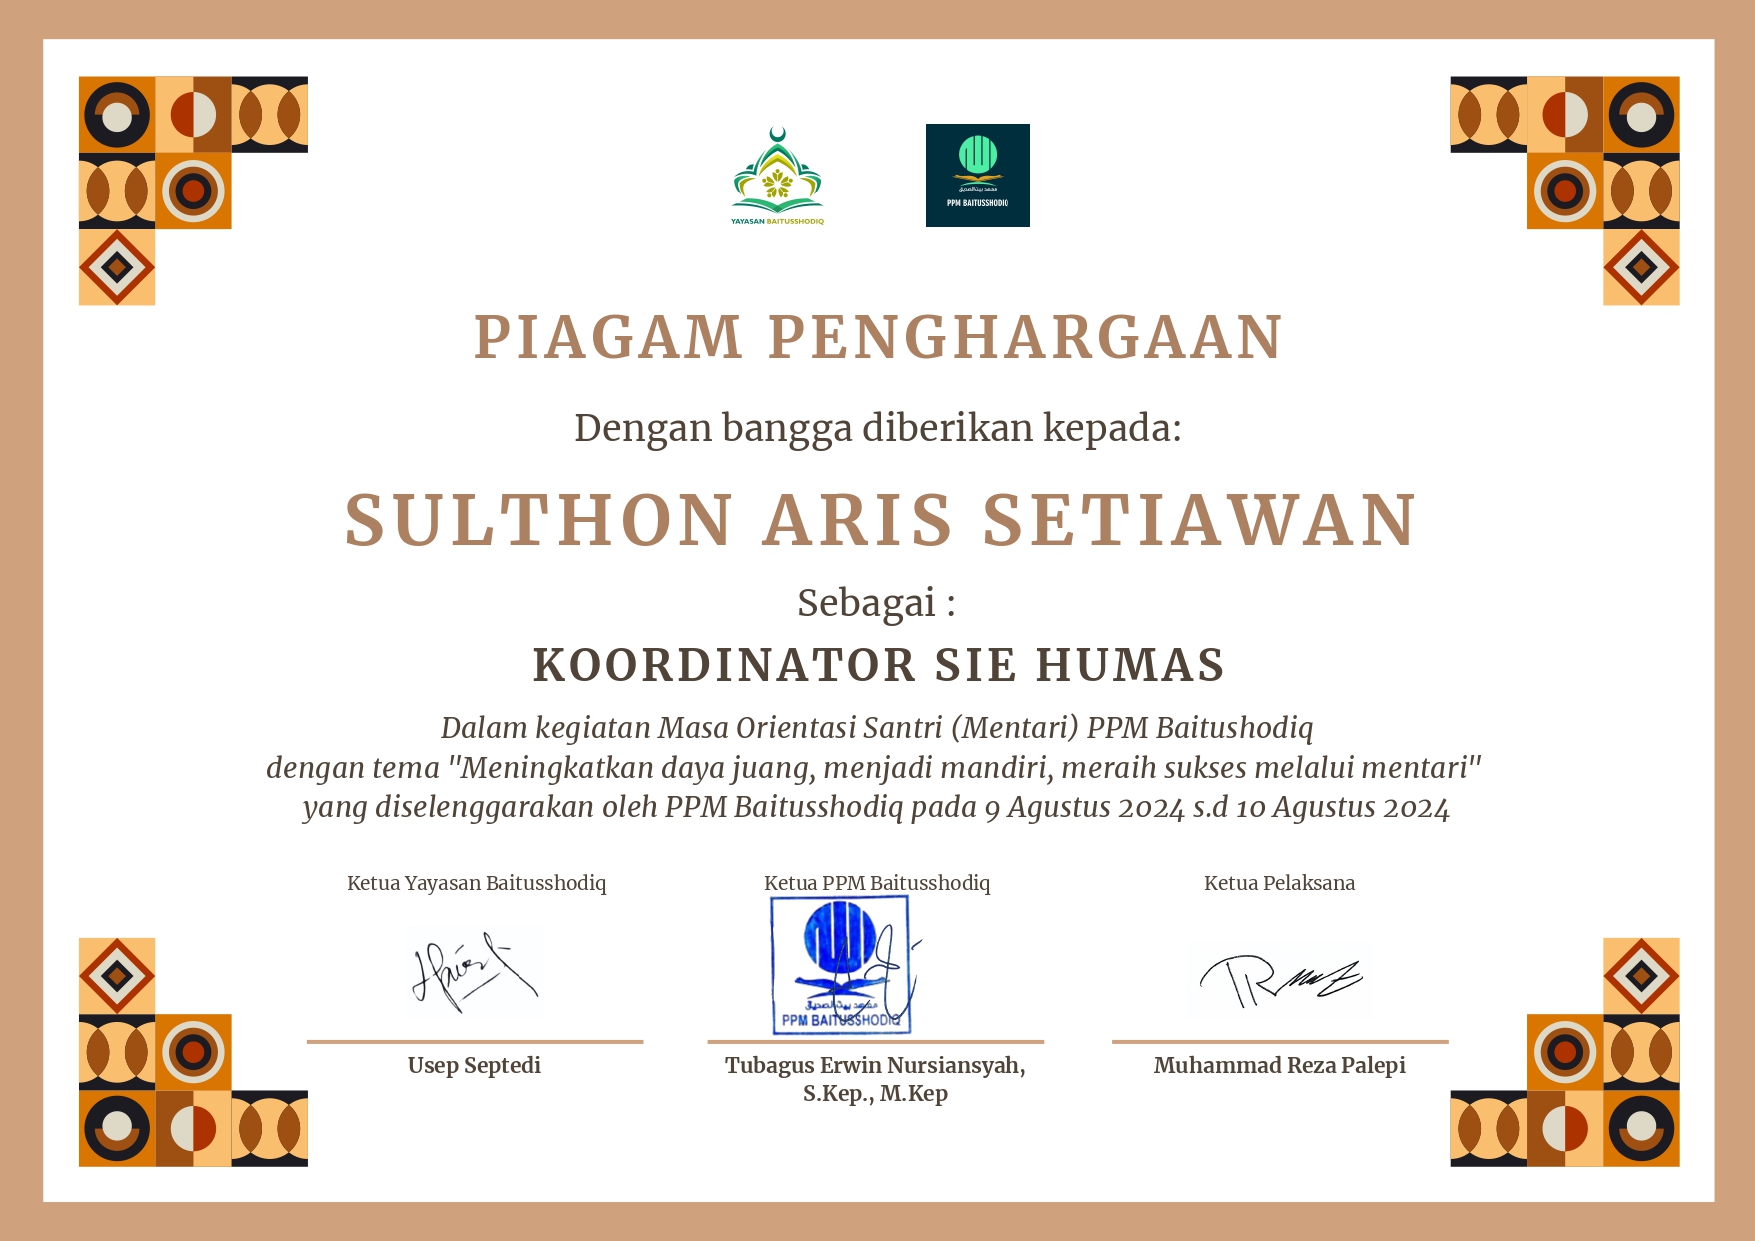 YAYASAN BAITUSSHODIQ
معهد بيت الصديق
PPM BAITUSSHODIQ
PIAGAM PENGHARGAAN
Dengan bangga diberikan kepada:
SULTHON ARIS SETIAWAN
Sebagai :
KOORDINATOR SIE HUMAS
Dalam kegiatan Masa Orientasi Santri (Mentari) PPM Baitushodiq
dengan tema "Meningkatkan daya juang, menjadi mandiri, meraih sukses melalui mentari"
yang diselenggarakan oleh PPM Baitusshodiq pada 9 Agustus 2024 s.d 10 Agustus 2024
Ketua Yayasan Baitusshodiq
Ketua PPM Baitusshodiq
Ketua Pelaksana
معهد بيت الصديق
PPM BAITUSSHODIQ
Usep Septedi
Tubagus Erwin Nursiansyah,
S.Kep., M.Kep
Muhammad Reza Palepi